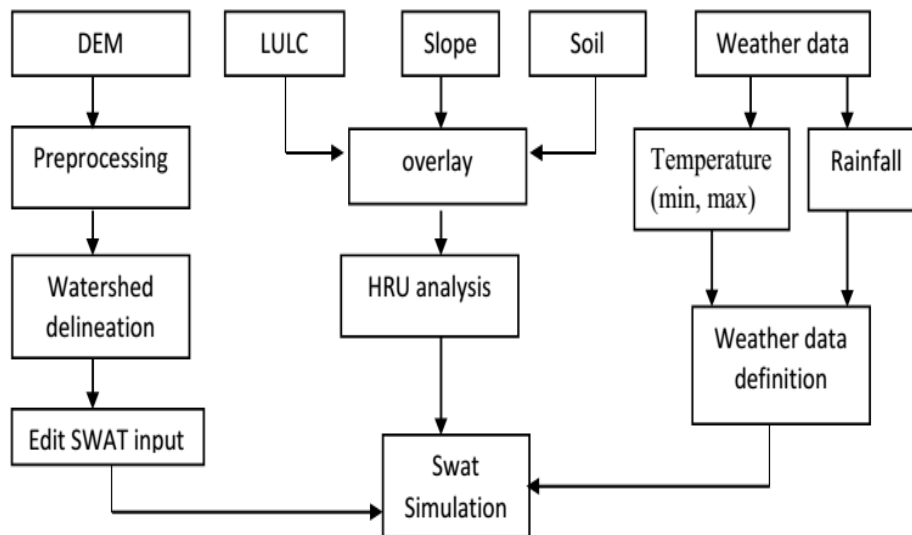 DEM
LULC
Slope
Soil
Weather data
Preprocessing
overlay
Temperature
(min, max)
Rainfall
Watershed
delineation
HRU analysis
Weather data
definition
Edit SWAT input
Swat
Simulation